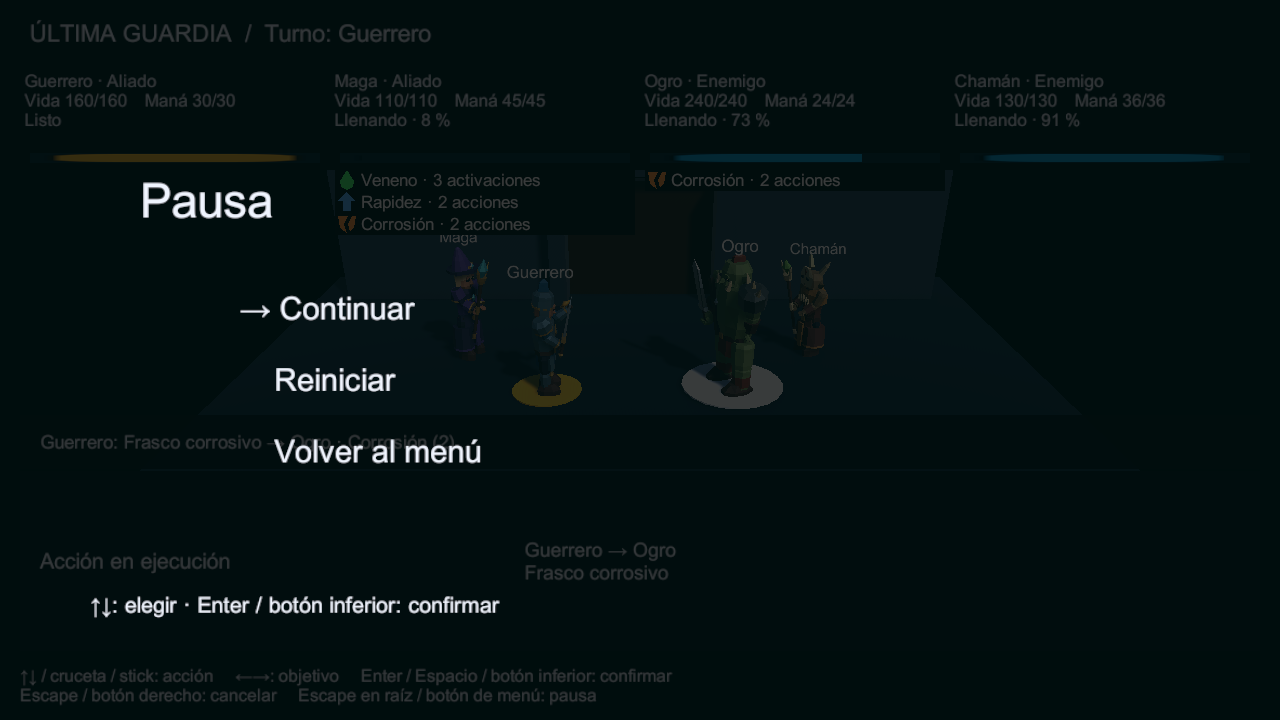 ÚLTIMA GUARDIA / Turno: Guerrero
Guerrero · Aliado
Vida 160/160 Maná 30/30
Listo
Maga · Aliado
Vida 110/110 Maná 45/45
Llenando · 8 %
Ogro · Enemigo
Vida 240/240 Maná 24/24
Llenando · 73 %
Chamán · Enemigo
Vida 130/130 Maná 36/36
Llenando · 91 %
Veneno · 3 activaciones
Rapidez · 2 acciones
Corrosión · 2 acciones
Corrosión · 2 acciones
Pausa
Maga
Guerrero
Ogro
Chamán
→ Continuar
Reiniciar
Guerrero: Frasco corrosivo → Ogro · Corrosión (2)
Volver al menú
Acción en ejecución
Guerrero → Ogro
Frasco corrosivo
↑↓: elegir · Enter / botón inferior: confirmar
↑↓ / cruceta / stick: acción ←→: objetivo Enter / Espacio / botón inferior: confirmar
Escape / botón derecho: cancelar Escape en raíz / botón de menú: pausa